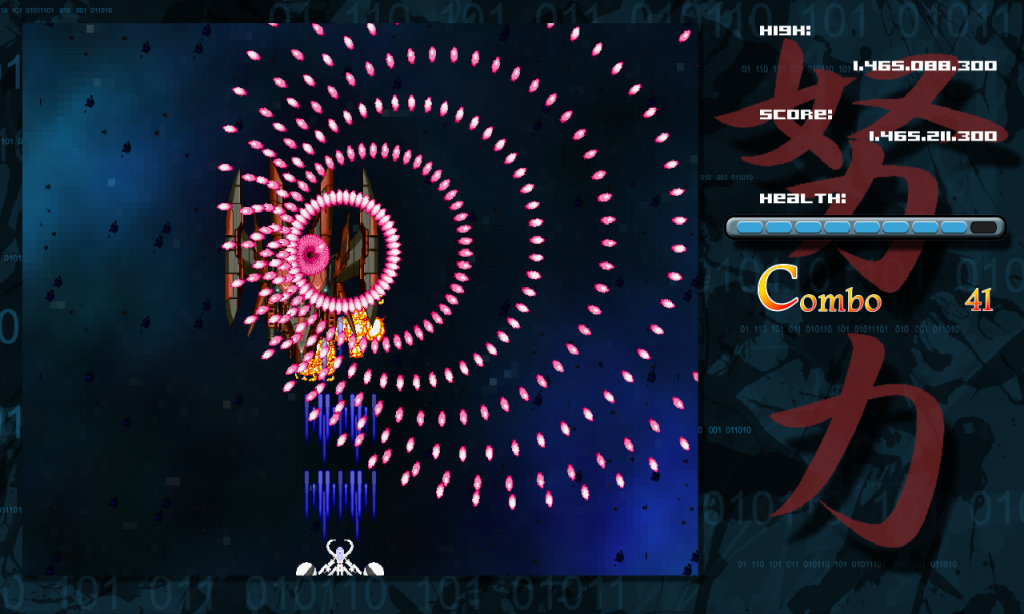 HIGH:
1.465.088.300
SCORE:
1.465.211.300
HEALTH:
Combo 41
努
力